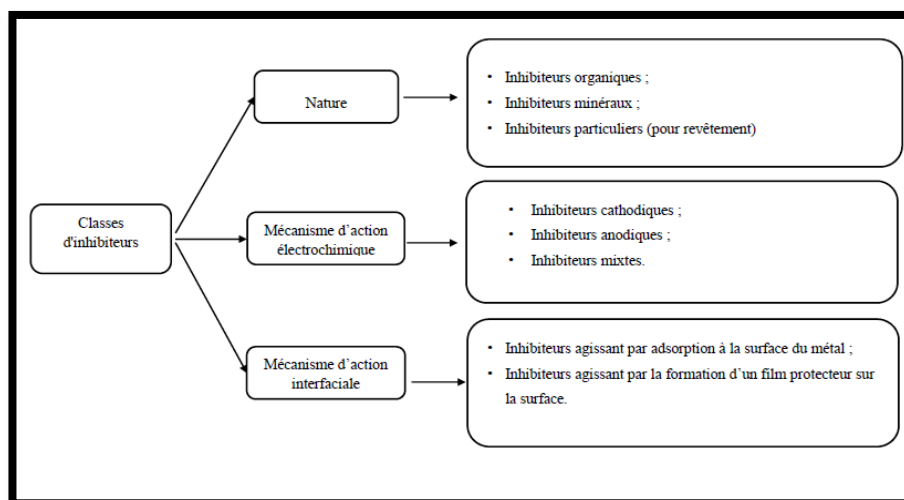 Classes
d'inhibiteurs
Nature
• Inhibiteurs organiques ;
• Inhibiteurs minéraux ;
• Inhibiteurs particuliers (pour revêtement)
Mécanisme d’action
électrochimique
• Inhibiteurs cathodiques ;
• Inhibiteurs anodiques ;
• Inhibiteurs mixtes.
Mécanisme d’action
interfaciale
• Inhibiteurs agissant par adsorption à la surface du métal ;
• Inhibiteurs agissant par la formation d’un film protecteur sur
la surface.